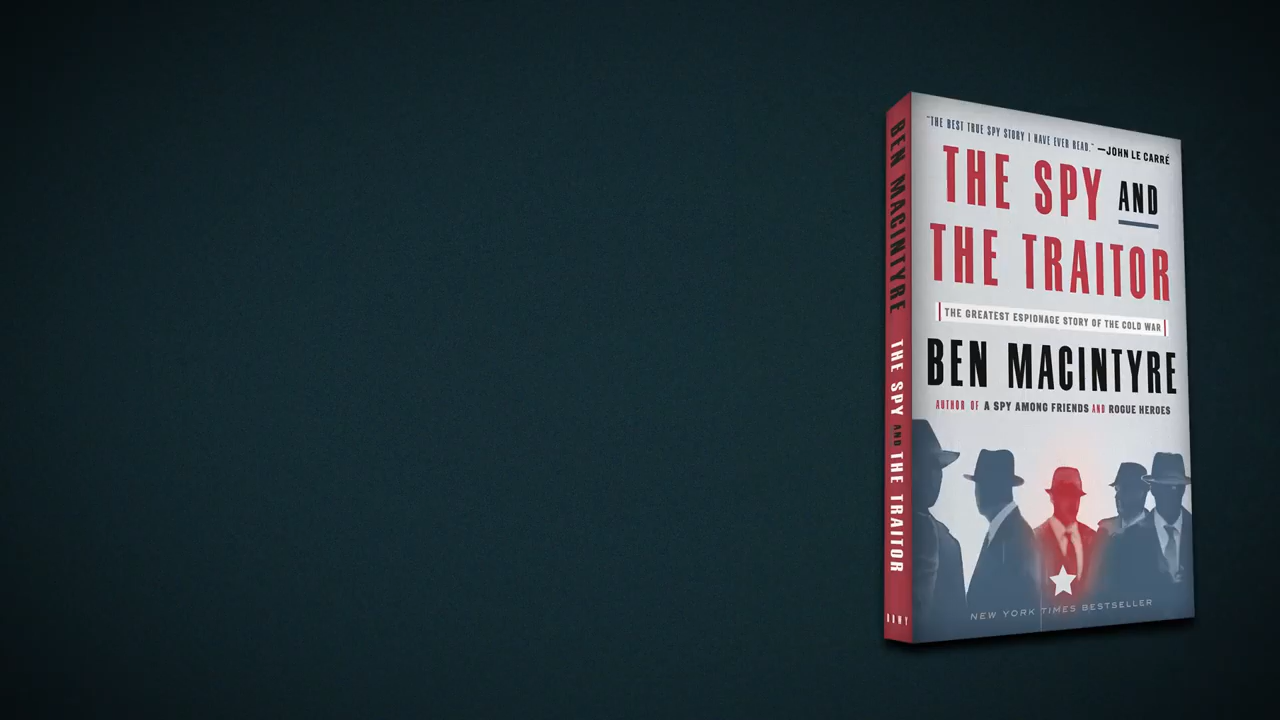 BEN MACINTYRE THE SPY AND THE TRAITOR
"THE BEST TRUE SPY STORY I HAVE EVER READ." —JOHN LE CARRÉ
THE SPY AND
THE TRAITOR
THE GREATEST ESPIONAGE STORY OF THE COLD WAR
BEN MACINTYRE
AUTHOR OF A SPY AMONG FRIENDS AND ROGUE HEROES
NEW YORK TIMES BESTSELLER